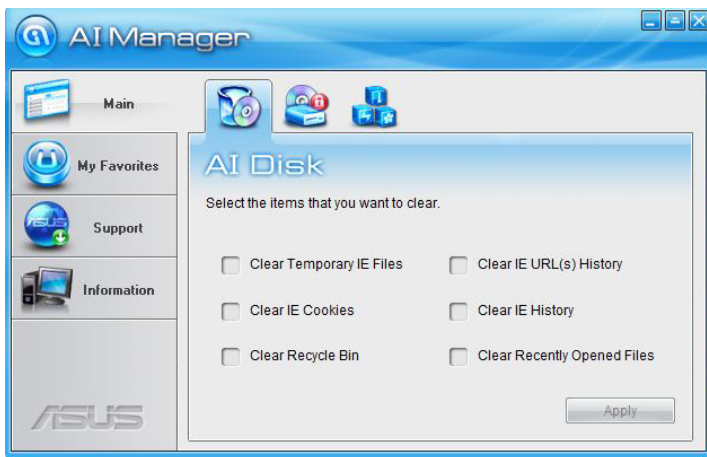 AI Manager
Main
My Favorites
ASUS
Support
Information
ASUS
AI Disk
Select the items that you want to clear.
Clear Temporary IE Files
Clear IE URL(s) History
Clear IE Cookies
Clear IE History
Clear Recycle Bin
Clear Recently Opened Files
Apply